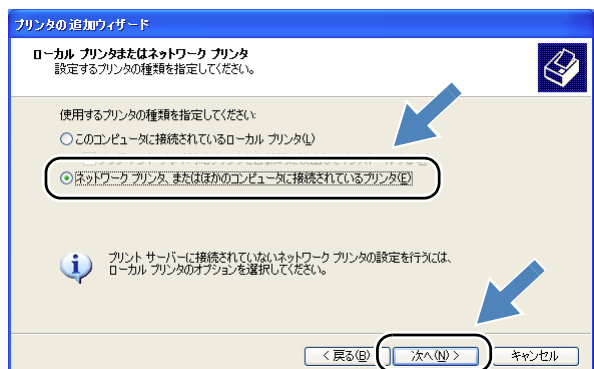 プリンタの追加ウィザード
ローカル プリンタまたはネットワーク プリンタ
設定するプリンタの種類を指定してください。
使用するプリンタの種類を指定してください:
このコンピュータに接続されているローカル プリンタ(L)
ネットワーク プリンタ、またはほかのコンピュータに接続されているプリンタ(E)
プリント サーバーに接続されていないネットワーク プリンタの設定を行うには、
ローカル プリンタのオプションを選択してください。
< 戻る(B) 次へ(N) > キャンセル